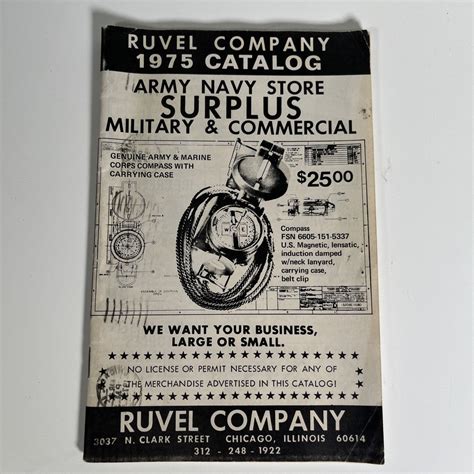 RUVEL COMPANY
1975 CATALOG
ARMY NAVY STORE
SURPLUS
MILITARY & COMMERCIAL
GENUINE ARMY & MARINE
CORPS COMPASS WITH
CARRYING CASE
$25.00
Compass
FSN 6605-151-5337
U.S. Magnetic, lensatic,
induction damped
w/neck lanyard,
carrying case,
belt clip
WE WANT YOUR BUSINESS,
LARGE OR SMALL.
NO LICENSE OR PERMIT NECESSARY FOR ANY OF
THE MERCHANDISE ADVERTISED IN THIS CATALOG!
RUVEL COMPANY
3037 N. CLARK STREET CHICAGO, ILLINOIS 60614
312 - 248 - 1922